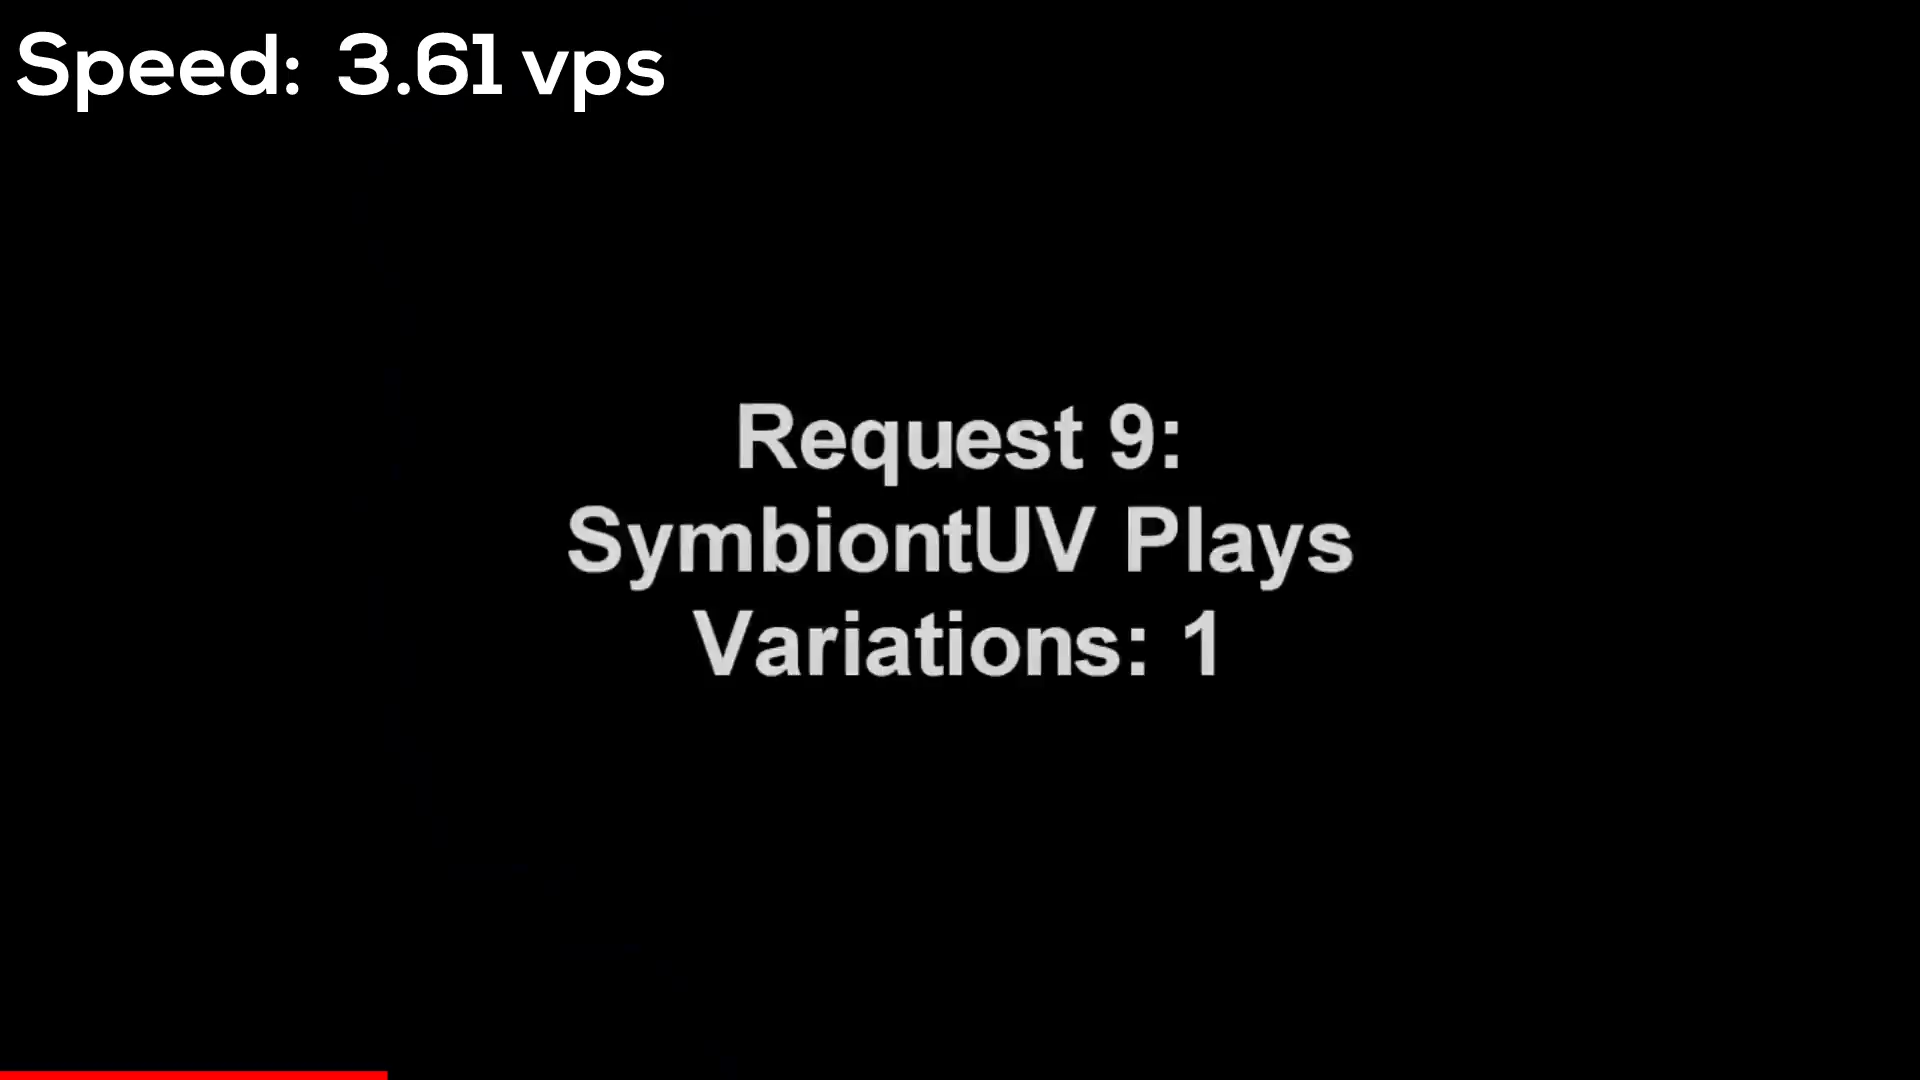 Speed: 3.61 vps
Request 9:
SymbiontUV Plays
Variations: 1